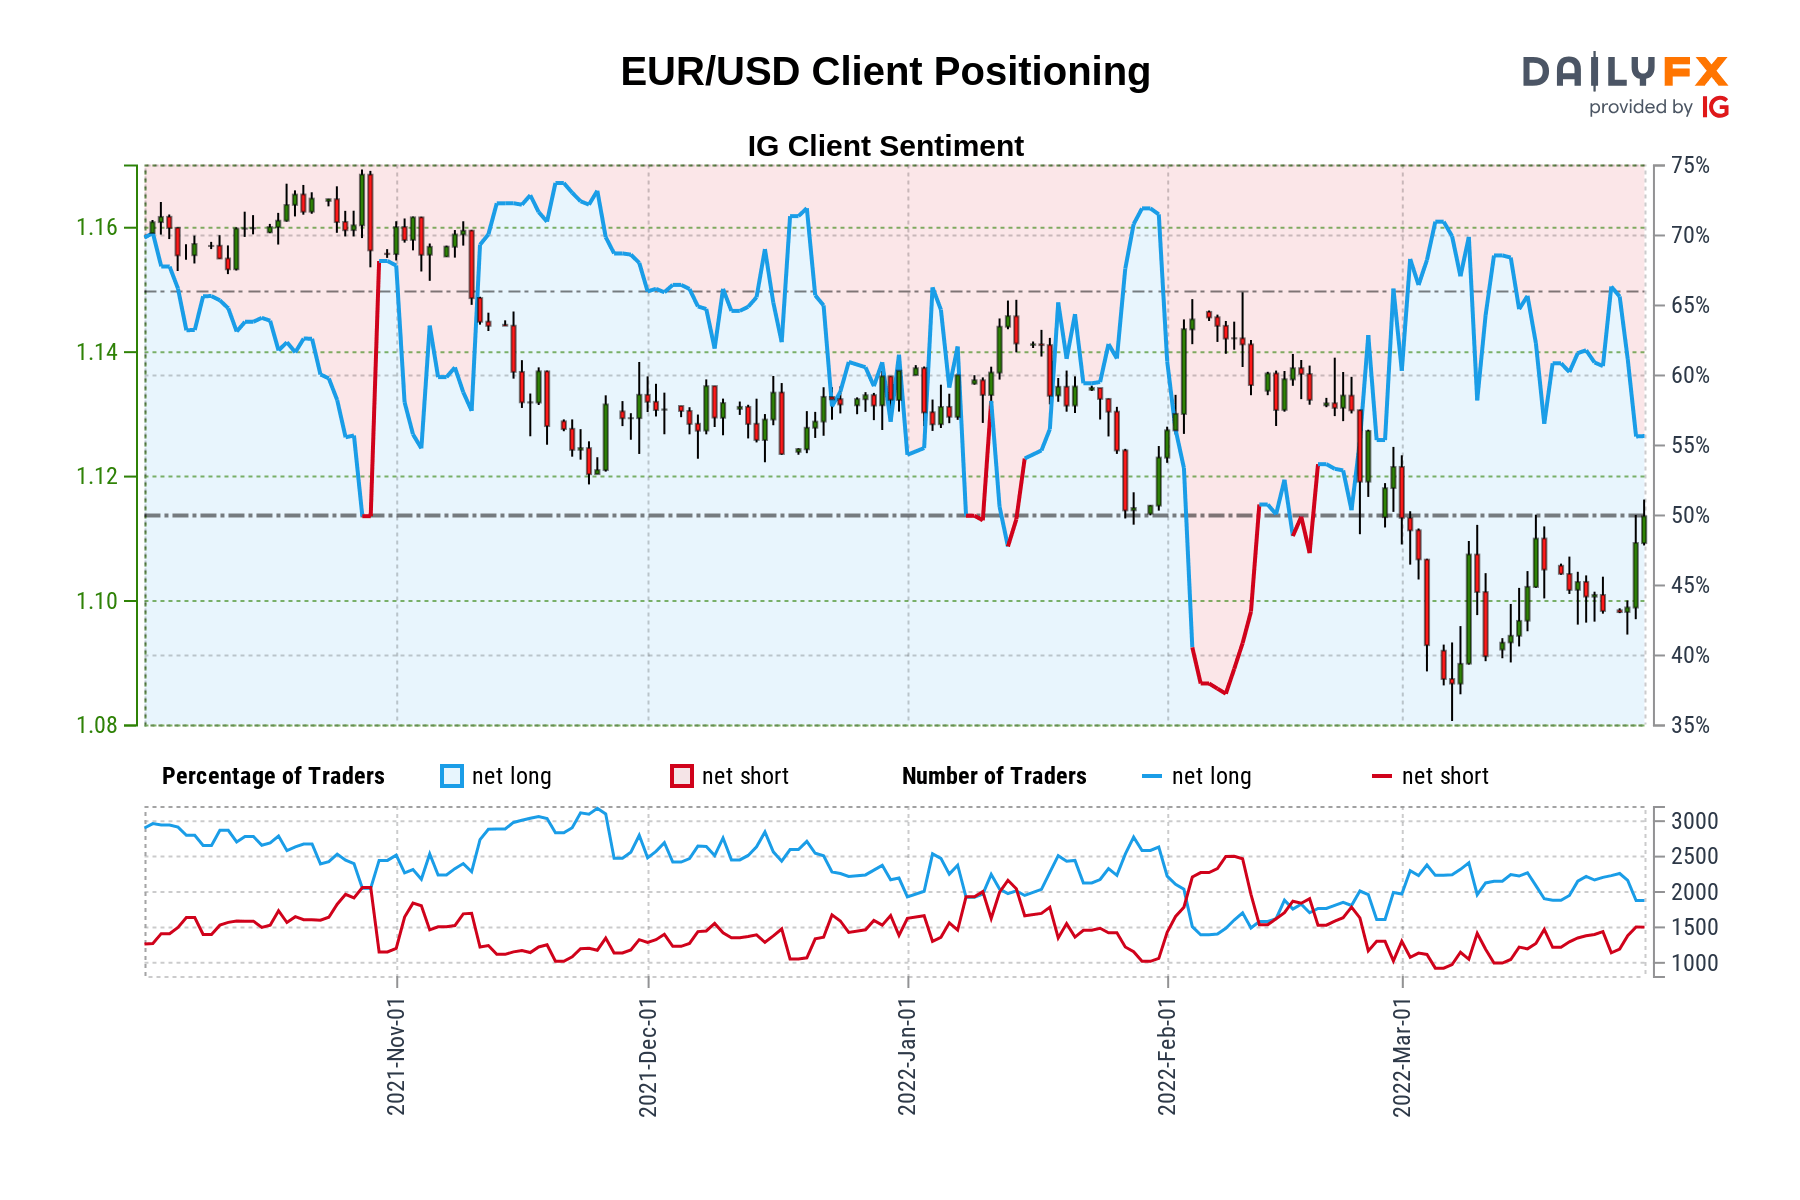 EUR/USD Client Positioning
DAILYFX
provided by IG
IG Client Sentiment
75%
1.16
70%
65%
1.14
60%
55%
1.12
50%
45%
1.10
40%
1.08
35%
Percentage of Traders net long net short Number of Traders net long net short
3000
2500
2000
1500
1000
2021-Nov-01
2021-Dec-01
2022-Jan-01
2022-Feb-01
2022-Mar-01